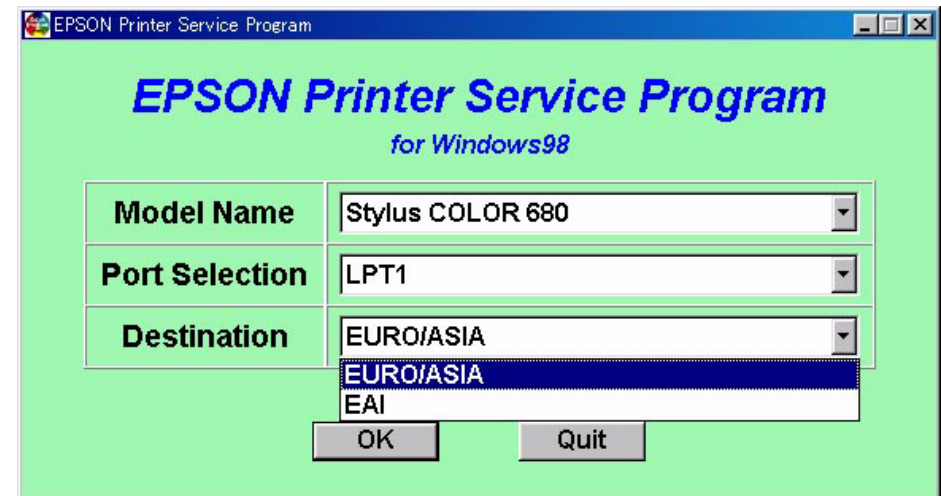 EPSON Printer Service Program
EPSON Printer Service Program
for Windows98
Model Name
Stylus COLOR 680
Port Selection
LPT1
Destination
EURO/ASIA
EURO/ASIA
EAI
OK
Quit